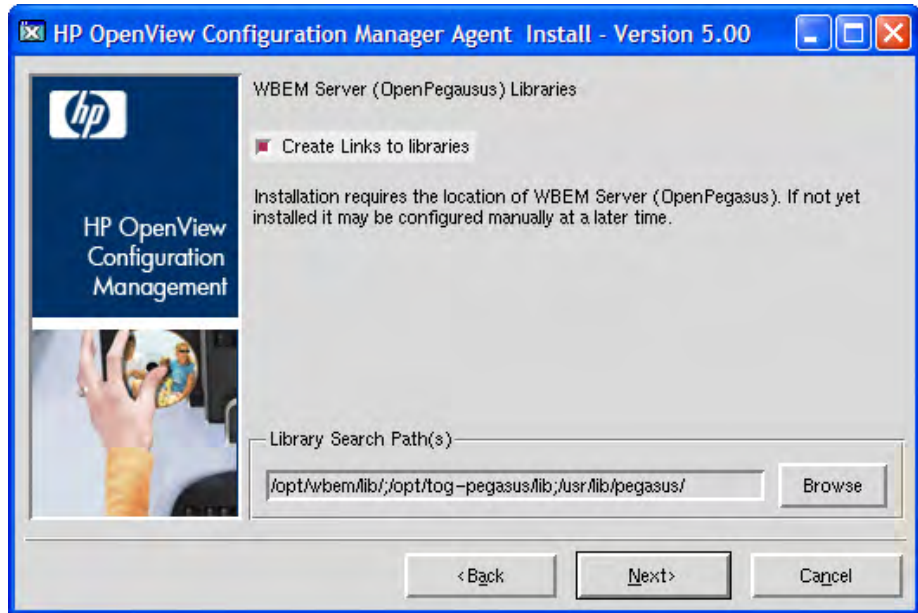 HP OpenView Configuration Manager Agent Install - Version 5.00
hp
HP OpenView
Configuration
Management
WBEM Server (OpenPegausus) Libraries
Create Links to libraries
Installation requires the location of WBEM Server (OpenPegasus). If not yet
installed it may be configured manually at a later time.
Library Search Path(s)
/opt/wbem/lib/;/opt/tog-pegasus/lib;/usr/lib/pegasus/
Browse
<Back
Next>
Cancel